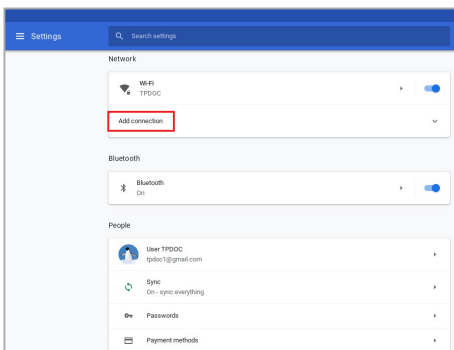 Settings
Search settings
Network
Wi-Fi
TPDOC
Add connection
Bluetooth
Bluetooth
On
People
User TPDOC
tpdoc1@gmail.com
Sync
On - sync everything
Passwords
Payment methods